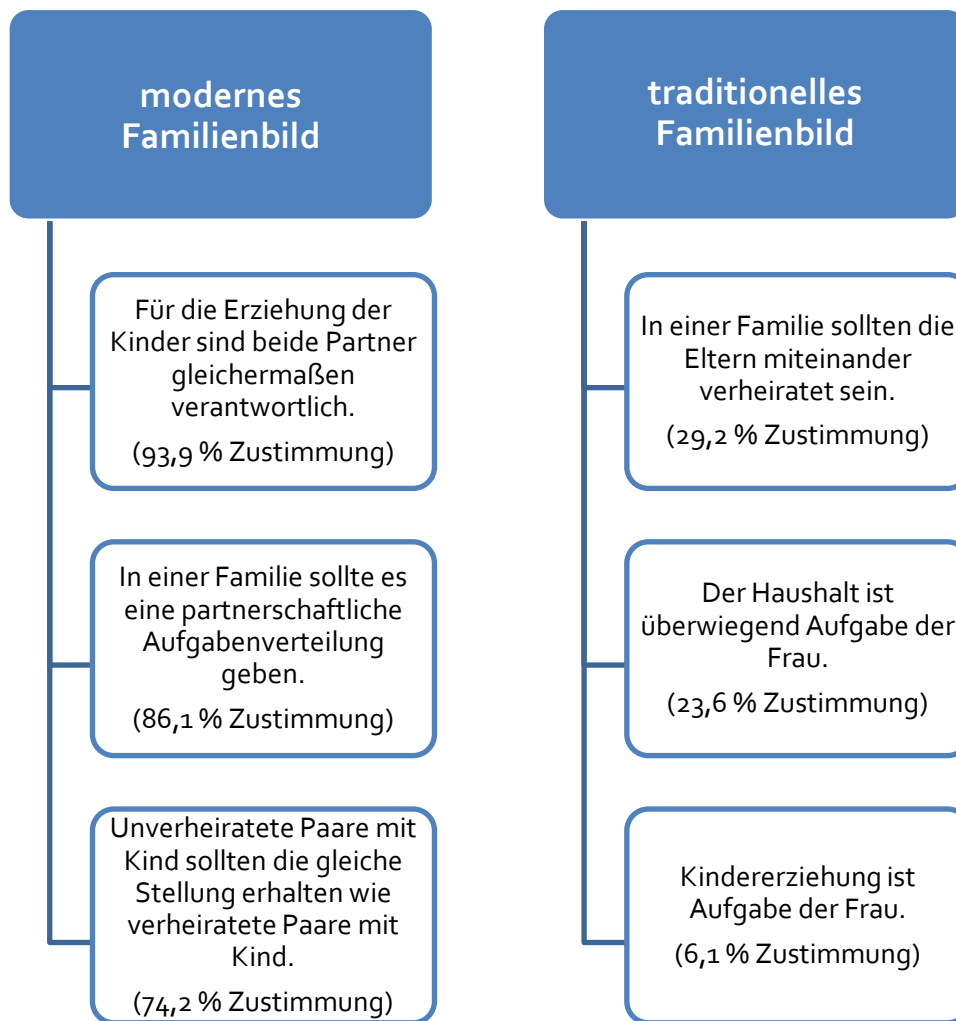 modernes
Familienbild
Für die Erziehung der
Kinder sind beide Partner
gleichermaßen
verantwortlich.
(93,9 % Zustimmung)
In einer Familie sollte es
eine partnerschaftliche
Aufgabenverteilung
geben.
(86,1 % Zustimmung)
Unverheiratete Paare mit
Kind sollten die gleiche
Stellung erhalten wie
verheiratete Paare mit
Kind.
(74,2 % Zustimmung)
traditionelles
Familienbild
In einer Familie sollten die
Eltern miteinander
verheiratet sein.
(29,2 % Zustimmung)
Der Haushalt ist
überwiegend Aufgabe der
Frau.
(23,6 % Zustimmung)
Kindererziehung ist
Aufgabe der Frau.
(6,1 % Zustimmung)